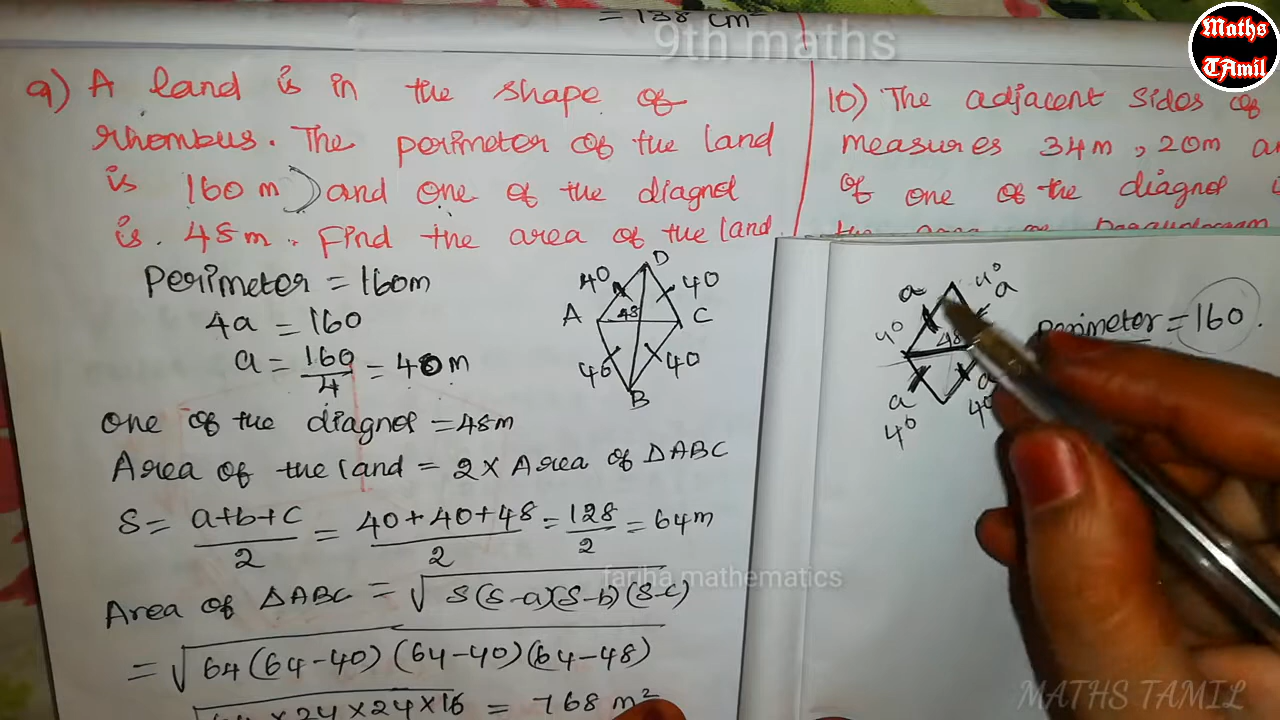 = 138 cm²
9th maths
Maths
TAmil
9) A land is in the shape of
rhombus. The perimeter of the land
is 160 m) and one of the diagnol
is 48m. Find the area of the land.
Perimeter = 160m
4a = 160
a = 160/4 = 40 m
One of the diagnol = 48m
Area of the land = 2 × Area of ΔABC
S = a+b+c/2 = 40+40+48/2 = 128/2 = 64m
Area of ΔABC = √S(S-a)(S-b)(S-c)
= √64(64-40)(64-40)(64-48)
×24×24×16 = 768 m²
D
40 40
A 48 C
40 40
B
10) The adjacent sides of
measures 34m, 20m
of one of the diagnol
a 40 a
40 48
a a
40 40
Perimeter = 160.
fariha mathematics
MATHS TAMIL